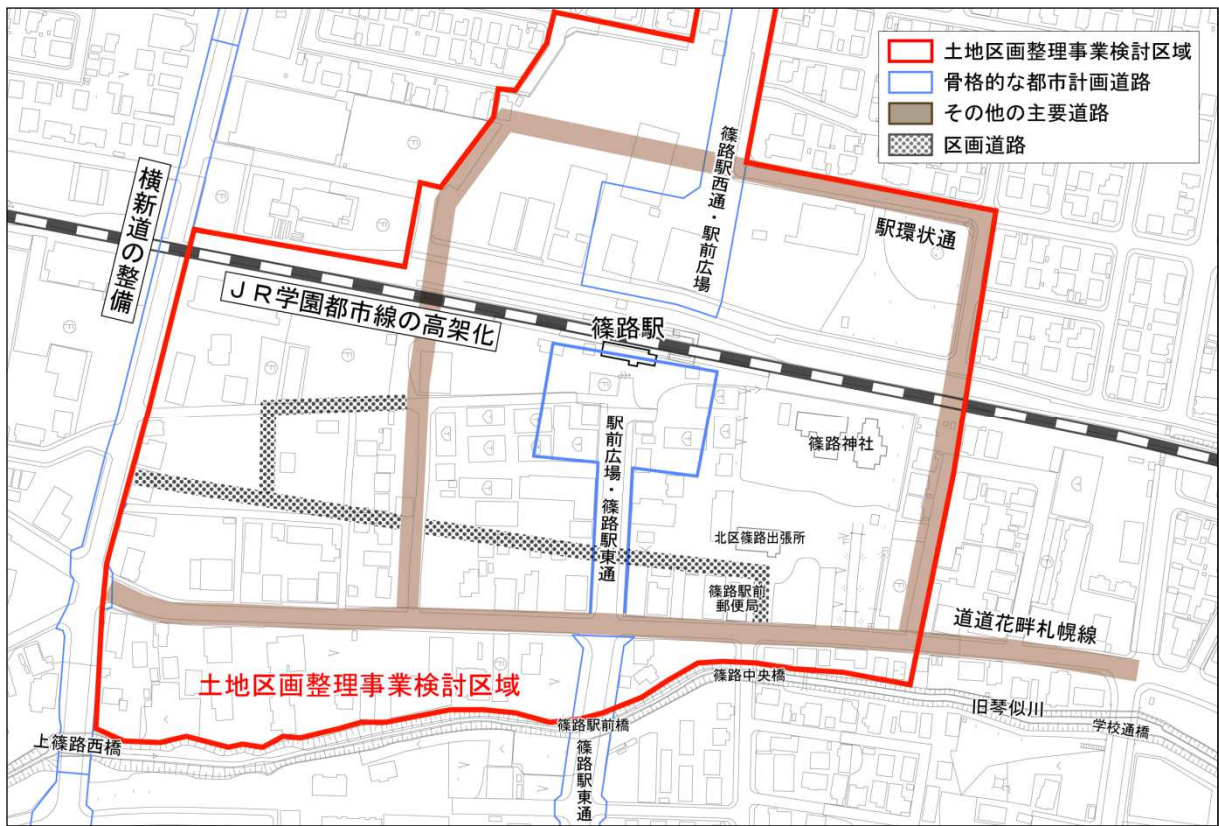 土地区画整理事業検討区域
骨格的な都市計画道路
その他の主要道路
区画道路
篠路駅西通・駅前広場
横新道の整備
駅環状通
JR学園都市線の高架化
篠路駅
篠路神社
駅前広場・篠路駅東通
北区篠路出張所
篠路駅前
郵便局
道道花畔札幌線
土地区画整理事業検討区域
篠路中央橋
旧琴似川
学校通橋
篠路駅前橋
上篠路西橋
篠路駅東通